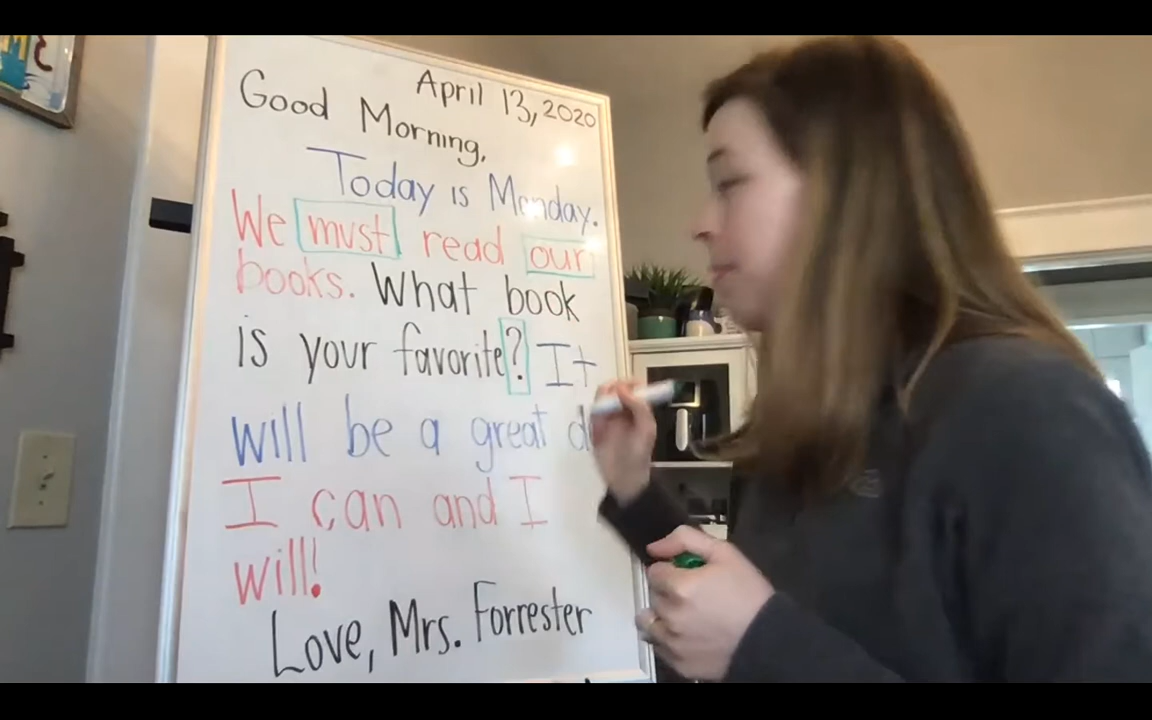 April 13, 2020
Good Morning,
Today is Monday.
We must read our
books. What book
is your favorite? It
will be a great
I can and I
will!
Love, Mrs. Forrester